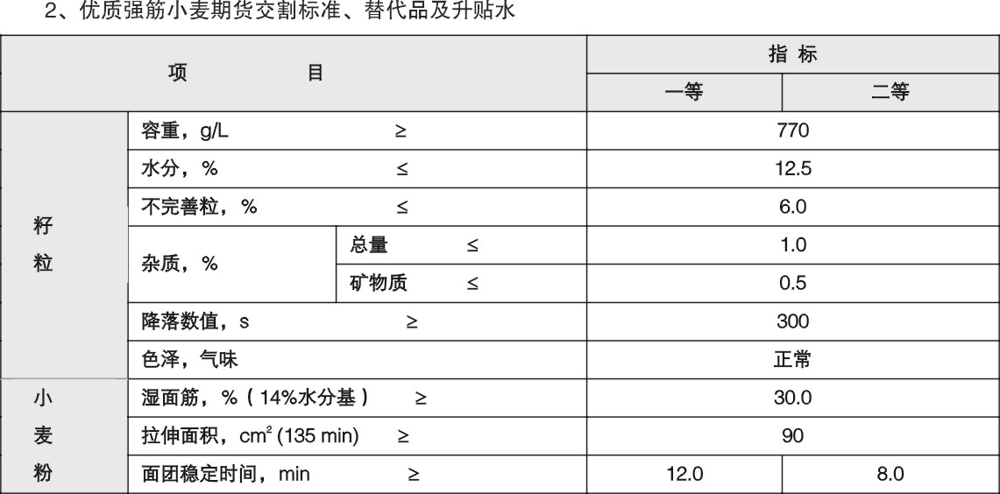 2、优质强筋小麦期货交割标准、替代品及升贴水
项 目 指 标
一等 二等
籽粒
容重，g/L ≥ 770
水分，% ≤ 12.5
不完善粒，% ≤ 6.0
杂质，% 总量 ≤ 1.0
矿物质 ≤ 0.5
降落数值，s ≥ 300
色泽，气味 正常
小麦粉
湿面筋，%（14%水分基） ≥ 30.0
拉伸面积，cm² (135 min) ≥ 90
面团稳定时间，min ≥ 12.0 8.0